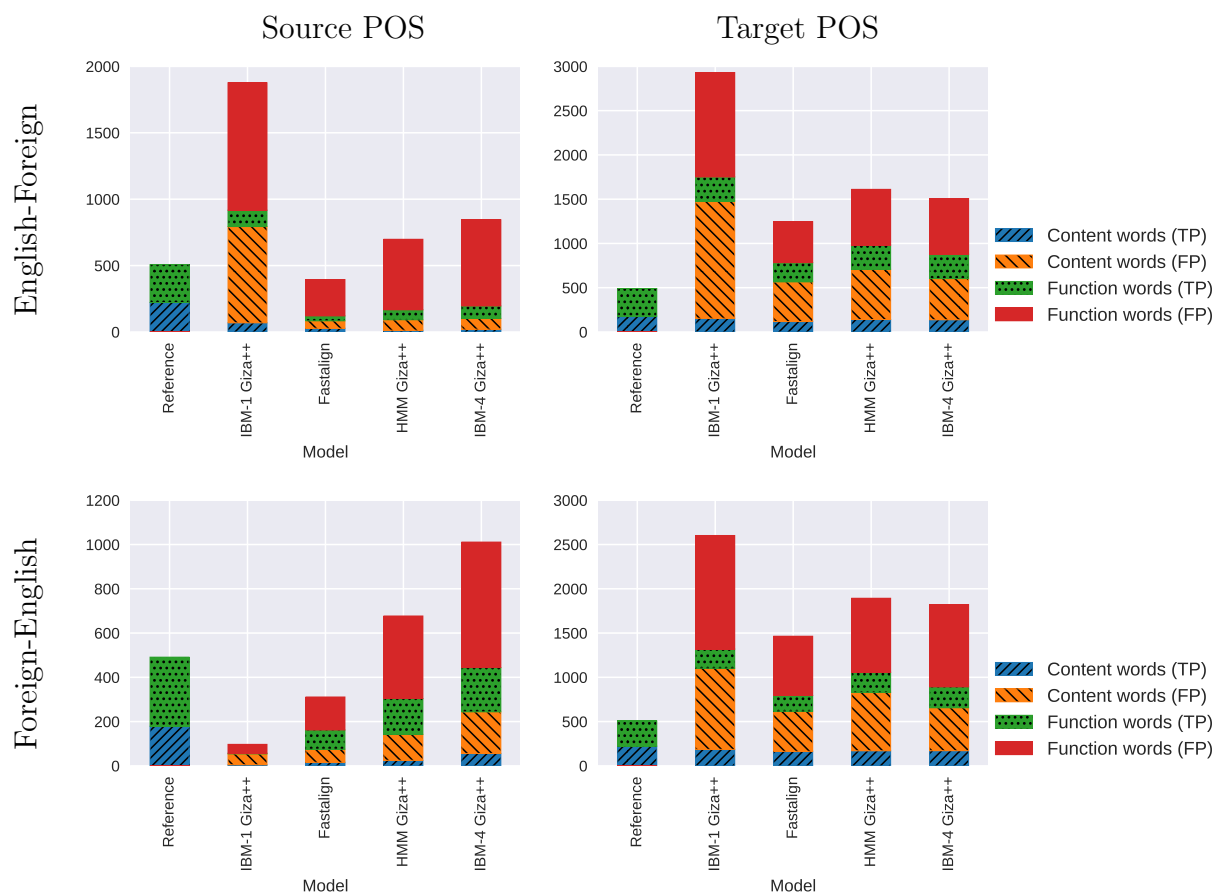 Source POS
Target POS
English-Foreign
2000
1500
1000
500
0
Reference
IBM-1 Giza++
Fastalign
HMM Giza++
IBM-4 Giza++
Model
3000
2500
2000
1500
1000
500
0
Reference
IBM-1 Giza++
Fastalign
HMM Giza++
IBM-4 Giza++
Model
Content words (TP)
Content words (FP)
Function words (TP)
Function words (FP)
Foreign-English
1200
1000
800
600
400
200
0
Reference
IBM-1 Giza++
Fastalign
HMM Giza++
IBM-4 Giza++
Model
3000
2500
2000
1500
1000
500
0
Reference
IBM-1 Giza++
Fastalign
HMM Giza++
IBM-4 Giza++
Model
Content words (TP)
Content words (FP)
Function words (TP)
Function words (FP)